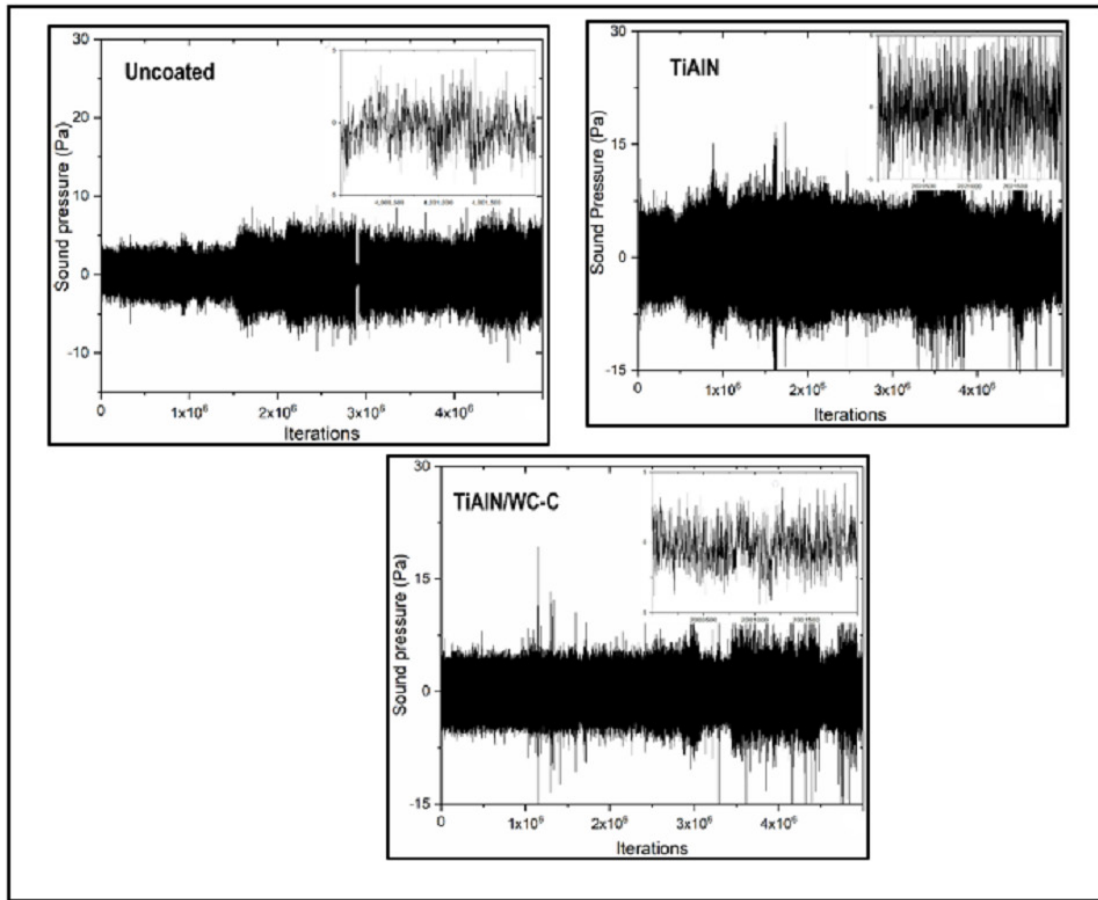 Uncoated
Sound pressure (Pa)
30
20
10
0
-10
0
1x10⁶
2x10⁶
3x10⁶
4x10⁶
Iterations
5
0
TiAlN
Sound Pressure (Pa)
30
15
0
-15
0
1x10⁶
2x10⁶
3x10⁶
4x10⁶
Iterations
TiAlN/WC-C
Sound pressure (Pa)
30
15
0
-15
0
1x10⁶
2x10⁶
3x10⁶
4x10⁶
Iterations